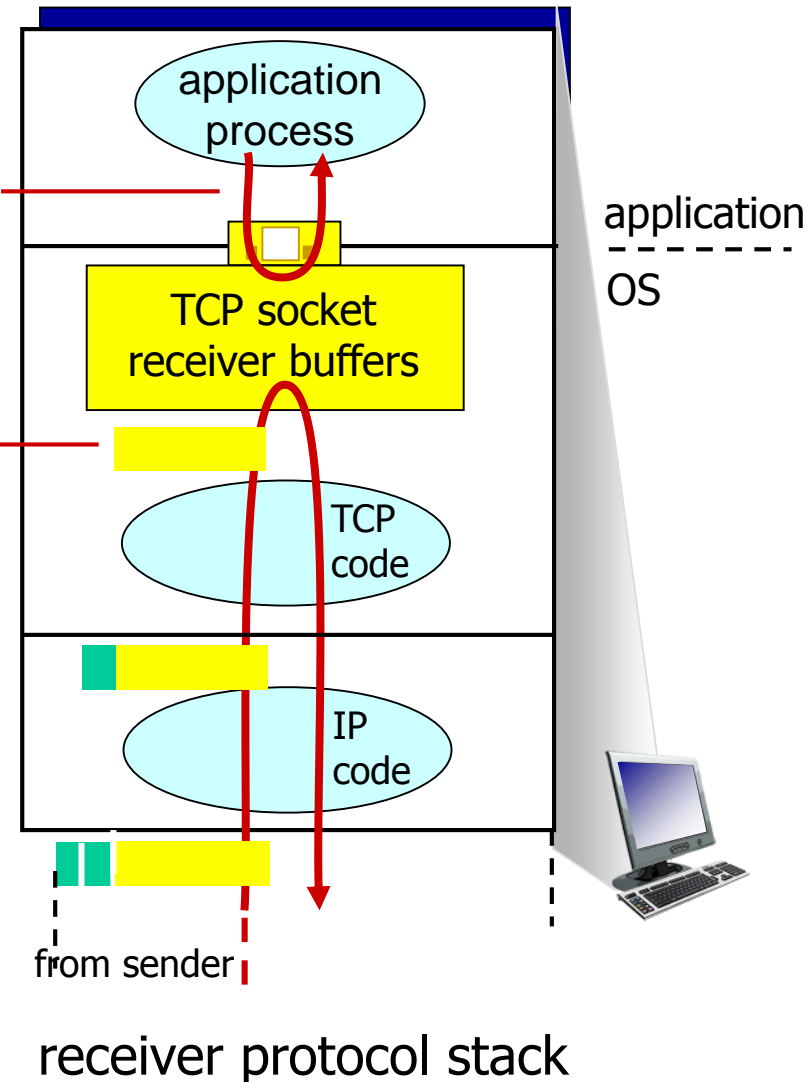 application
process
application
OS
TCP socket
receiver buffers
TCP
code
IP
code
from sender
receiver protocol stack